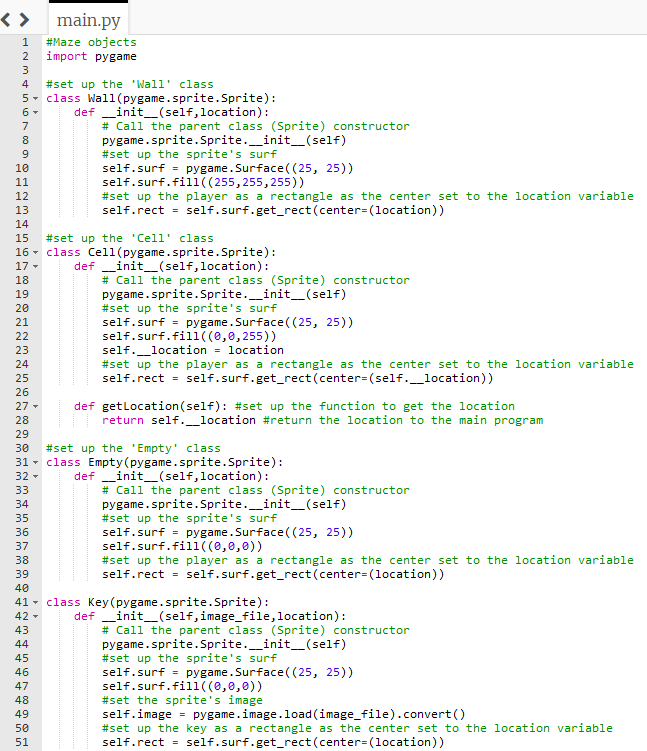 main.py
1 #Maze objects
2 import pygame
3
4 #set up the 'Wall' class
5 class Wall(pygame.sprite.Sprite):
6     def __init__(self,location):
7         # Call the parent class (Sprite) constructor
8         pygame.sprite.Sprite.__init__(self)
9         #set up the sprite's surf
10         self.surf = pygame.Surface((25, 25))
11         self.surf.fill((255,255,255))
12         #set up the player as a rectangle as the center set to the location variable
13         self.rect = self.surf.get_rect(center=(location))
14
15 #set up the 'Cell' class
16 class Cell(pygame.sprite.Sprite):
17     def __init__(self,location):
18         # Call the parent class (Sprite) constructor
19         pygame.sprite.Sprite.__init__(self)
20         #set up the sprite's surf
21         self.surf = pygame.Surface((25, 25))
22         self.surf.fill((0,0,255))
23         self.__location = location
24         #set up the player as a rectangle as the center set to the location variable
25         self.rect = self.surf.get_rect(center=(self.__location))
26
27     def getLocation(self): #set up the function to get the location
28         return self.__location #return the location to the main program
29
30 #set up the 'Empty' class
31 class Empty(pygame.sprite.Sprite):
32     def __init__(self,location):
33         # Call the parent class (Sprite) constructor
34         pygame.sprite.Sprite.__init__(self)
35         #set up the sprite's surf
36         self.surf = pygame.Surface((25, 25))
37         self.surf.fill((0,0,0))
38         #set up the player as a rectangle as the center set to the location variable
39         self.rect = self.surf.get_rect(center=(location))
40
41 class Key(pygame.sprite.Sprite):
42     def __init__(self,image_file,location):
43         # Call the parent class (Sprite) constructor
44         pygame.sprite.Sprite.__init__(self)
45         #set up the sprite's surf
46         self.surf = pygame.Surface((25, 25))
47         self.surf.fill((0,0,0))
48         #set the sprite's image
49         self.image = pygame.image.load(image_file).convert()
50         #set up the key as a rectangle as the center set to the location variable
51         self.rect = self.surf.get_rect(center=(location))